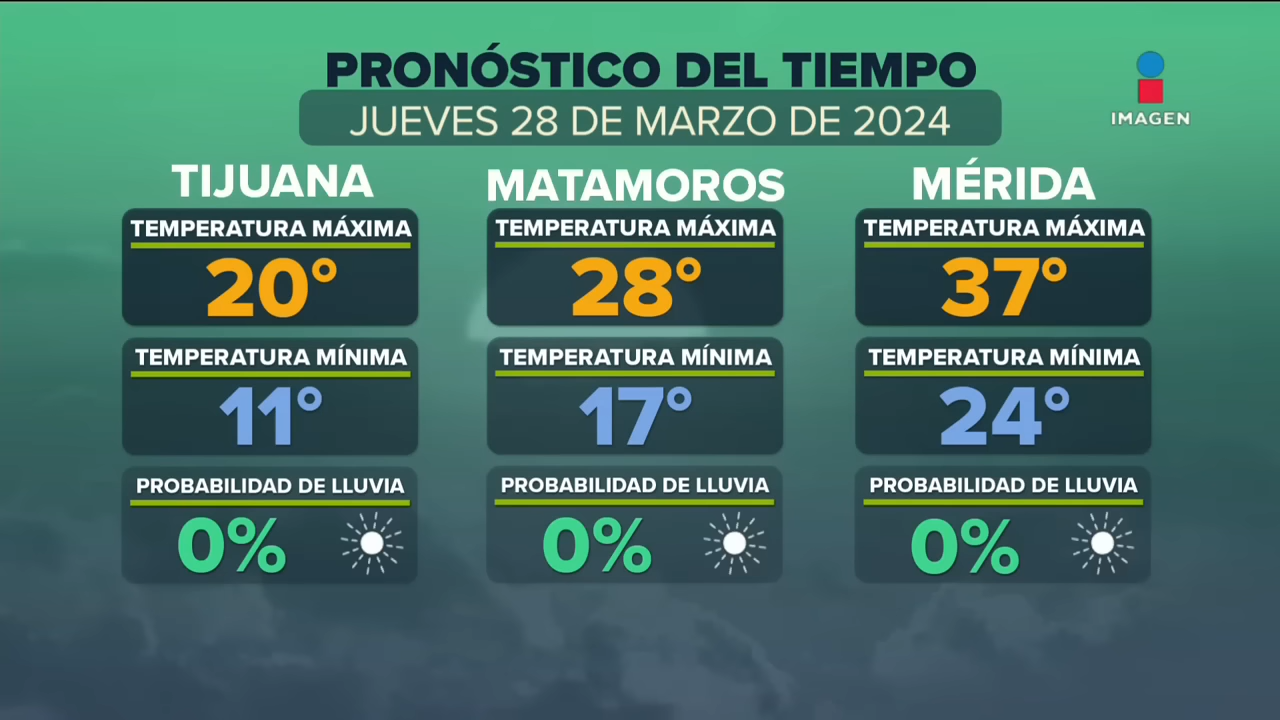 PRONÓSTICO DEL TIEMPO
JUEVES 28 DE MARZO DE 2024
IMAGEN
TIJUANA
TEMPERATURA MÁXIMA
20°
TEMPERATURA MÍNIMA
11°
PROBABILIDAD DE LLUVIA
0%
MATAMOROS
TEMPERATURA MÁXIMA
28°
TEMPERATURA MÍNIMA
17°
PROBABILIDAD DE LLUVIA
0%
MÉRIDA
TEMPERATURA MÁXIMA
37°
TEMPERATURA MÍNIMA
24°
PROBABILIDAD DE LLUVIA
0%